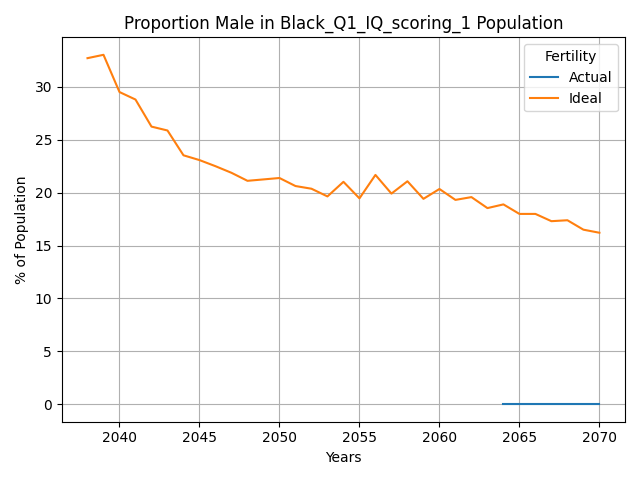 Proportion Male in Black_Q1_IQ_scoring_1 Population
Fertility
Actual
Ideal
% of Population
30
25
20
15
10
5
0
2040 2045 2050 2055 2060 2065 2070
Years